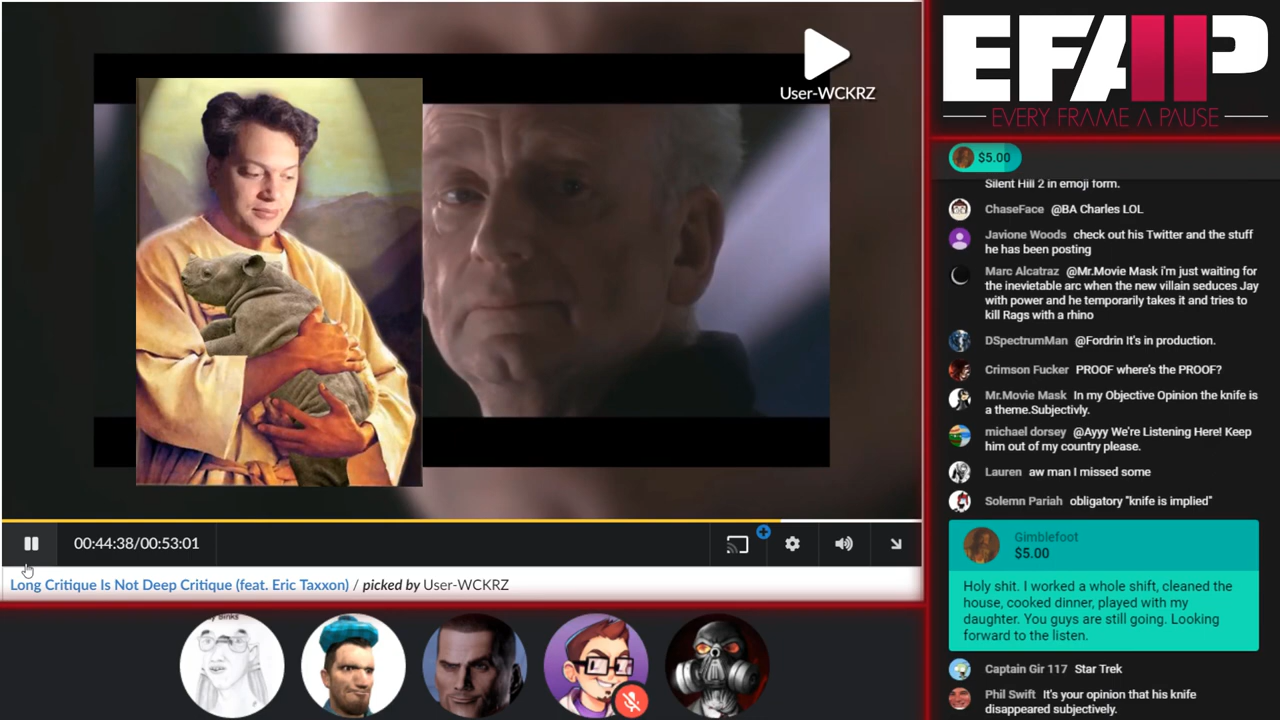 User-WCKRZ
EFAP
EVERY FRAME A PAUSE
$5.00
Silent Hill 2 in emoji form.
ChaseFace @BA Charles LOL
Javione Woods check out his Twitter and the stuff
he has been posting
Marc Alcatraz @Mr.Movie Mask i'm just waiting for
the inevietable arc when the new villain seduces Jay
with power and he temporarily takes it and tries to
kill Rags with a rhino
DSpectrumMan @Fordrin It's in production.
Crimson Fucker PROOF where's the PROOF?
Mr.Movie Mask In my Objective Opinion the knife is
a theme.Subjectivly.
michael dorsey @Ayyy We're Listening Here! Keep
him out of my country please.
Lauren aw man I missed some
Solemn Pariah obligatory "knife is implied"
Gimblefoot
$5.00
Holy shit. I worked a whole shift, cleaned the
house, cooked dinner, played with my
daughter. You guys are still going. Looking
forward to the listen.
Captain Gir 117 Star Trek
Phil Swift It's your opinion that his knife
disappeared subjectively.
00:44:38/00:53:01
Long Critique Is Not Deep Critique (feat. Eric Taxxon) / picked by User-WCKRZ